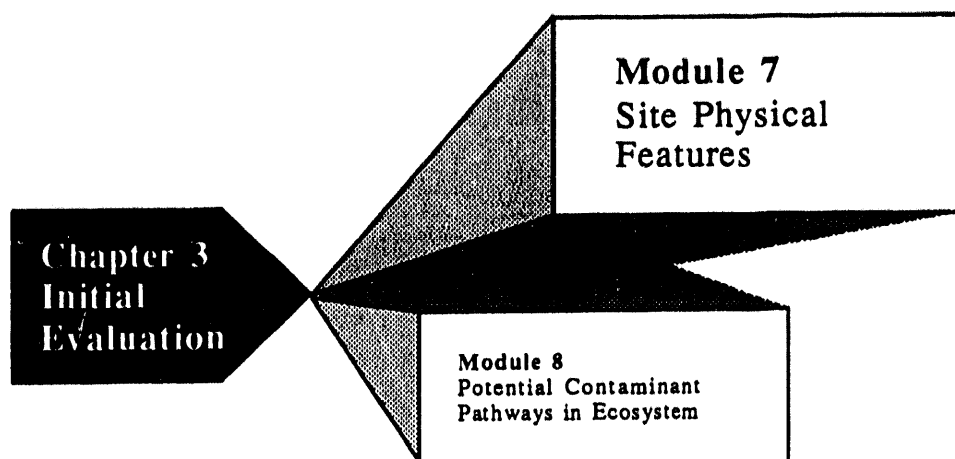 Chapter 3
Initial
Evaluation
Module 7
Site Physical
Features
Module 8
Potential Contaminant
Pathways in Ecosystem